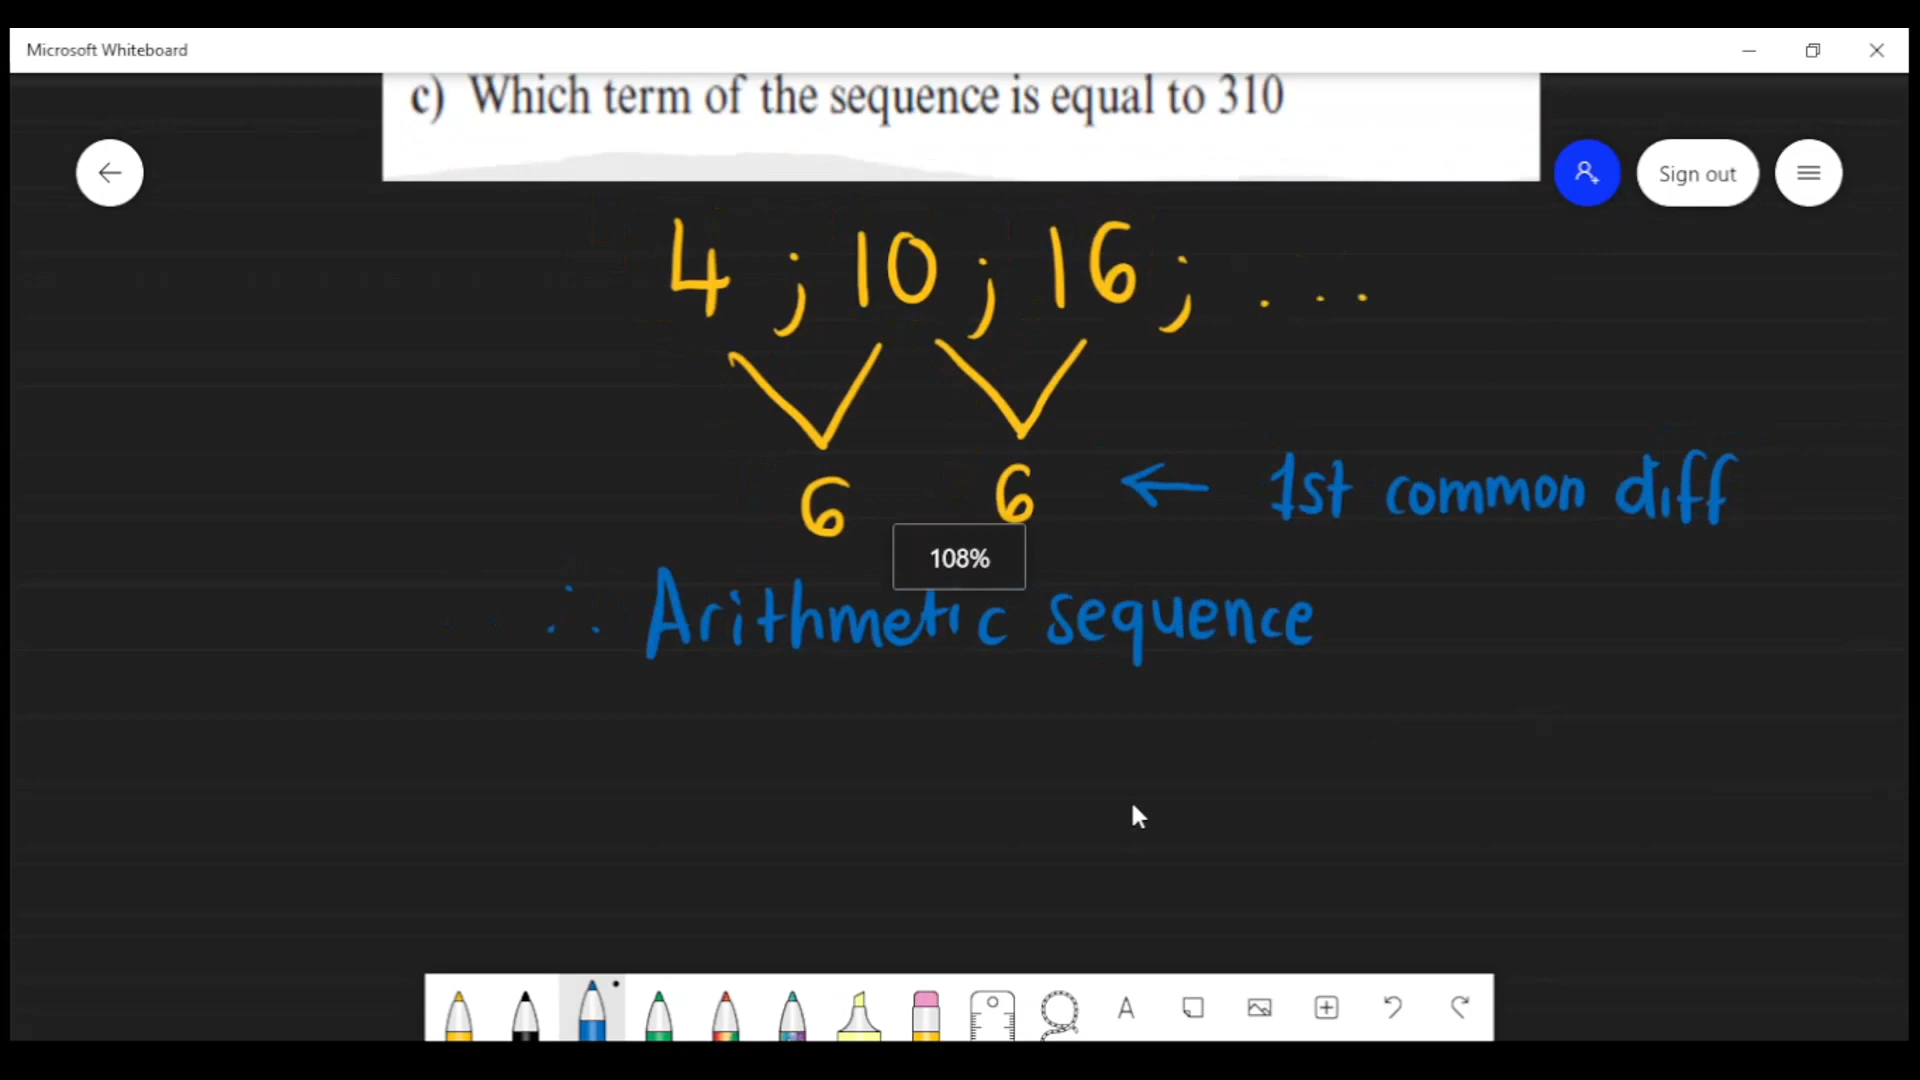 Microsoft Whiteboard
c) Which term of the sequence is equal to 310
Sign out
4 ; 10 ; 16 ; . . .
6 6 ← 1st common diff
108%
∴ Arithmetic sequence
A